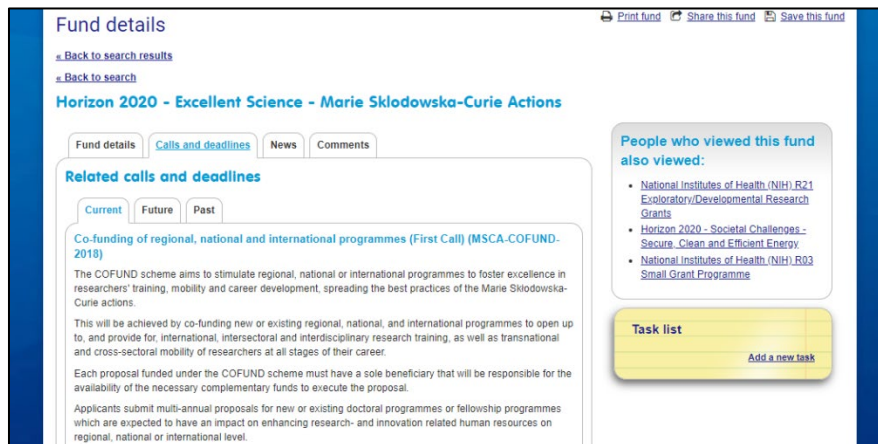 Fund details
Print fund Share this fund Save this fund
« Back to search results
« Back to search
Horizon 2020 - Excellent Science - Marie Sklodowska-Curie Actions
Fund details Calls and deadlines News Comments
Related calls and deadlines
Current Future Past
Co-funding of regional, national and international programmes (First Call) (MSCA-COFUND-
2018)
The COFUND scheme aims to stimulate regional, national or international programmes to foster excellence in
researchers' training, mobility and career development, spreading the best practices of the Marie Skłodowska-
Curie actions.
This will be achieved by co-funding new or existing regional, national, and international programmes to open up
to, and provide for, international, intersectoral and interdisciplinary research training, as well as transnational
and cross-sectoral mobility of researchers at all stages of their career.
Each proposal funded under the COFUND scheme must have a sole beneficiary that will be responsible for the
availability of the necessary complementary funds to execute the proposal.
Applicants submit multi-annual proposals for new or existing doctoral programmes or fellowship programmes
which are expected to have an impact on enhancing research- and innovation related human resources on
regional, national or international level.
People who viewed this fund
also viewed:
National Institutes of Health (NIH) R21
Exploratory/Developmental Research
Grants
Horizon 2020 - Societal Challenges -
Secure, Clean and Efficient Energy
National Institutes of Health (NIH) R03
Small Grant Programme
Task list
Add a new task